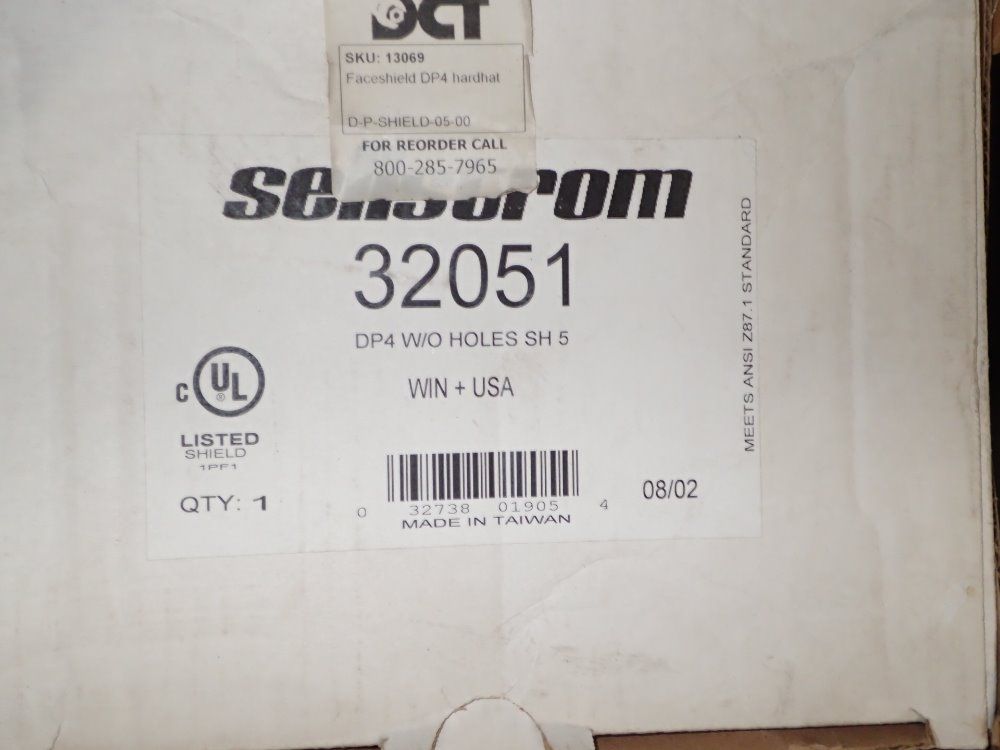 DCT
SKU: 13069
Faceshield DP4 hardhat
D-P-SHIELD-05-00
FOR REORDER CALL
800-285-7965
32051
DP4 W/O HOLES SH 5
WIN + USA
C UL ®
LISTED
SHIELD
1PF1
QTY: 1
0 32738 01905 4
MADE IN TAIWAN
08/02
MEETS ANSI Z87.1 STANDARD